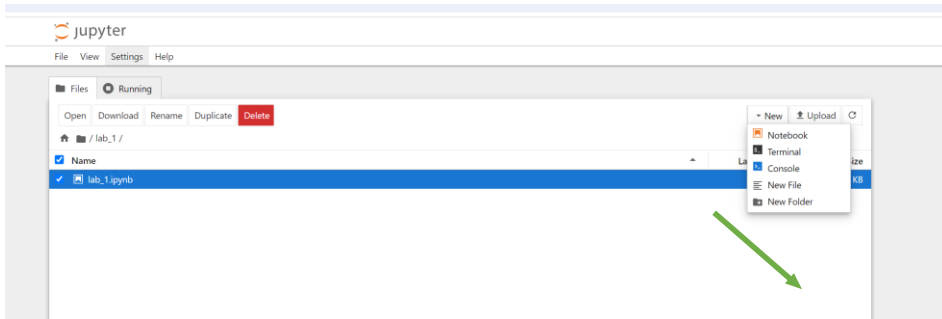 jupyter
File View Settings Help
Files Running
Open Download Rename Duplicate Delete New Upload
/ lab_1 /
Name
lab_1.ipynb KB
Notebook
Terminal
Console
New File
New Folder